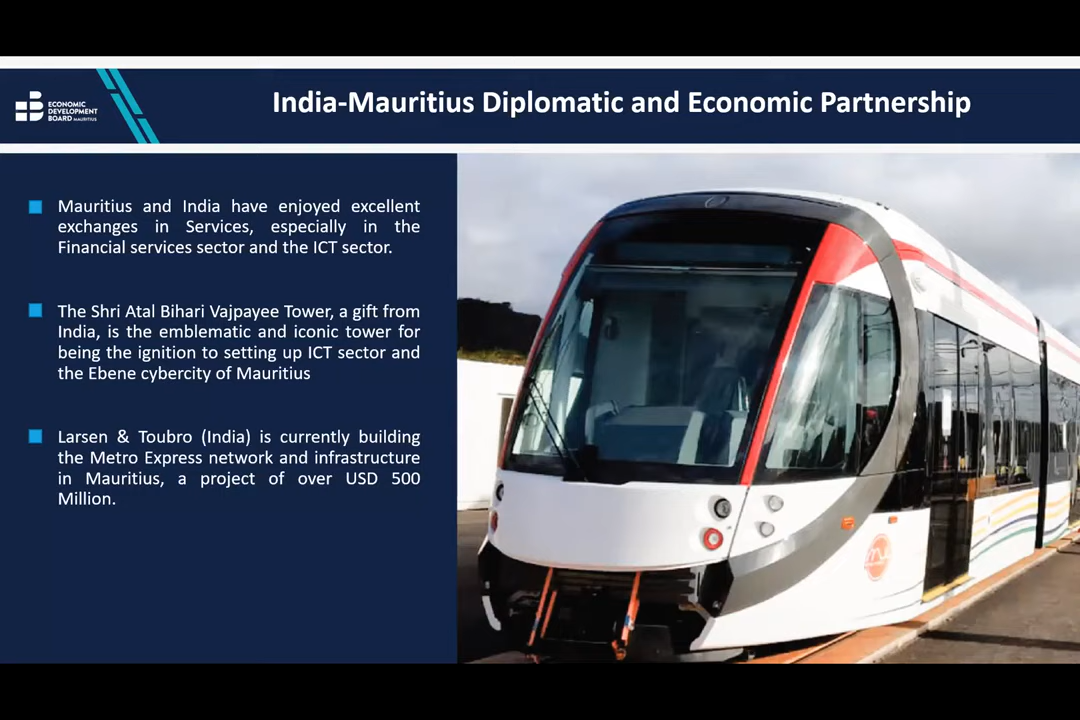 ECONOMIC
DEVELOPMENT
BOARD MAURITIUS
India-Mauritius Diplomatic and Economic Partnership
Mauritius and India have enjoyed excellent
exchanges in Services, especially in the
Financial services sector and the ICT sector.
The Shri Atal Bihari Vajpayee Tower, a gift from
India, is the emblematic and iconic tower for
being the ignition to setting up ICT sector and
the Ebene cybercity of Mauritius
Larsen & Toubro (India) is currently building
the Metro Express network and infrastructure
in Mauritius, a project of over USD 500
Million.